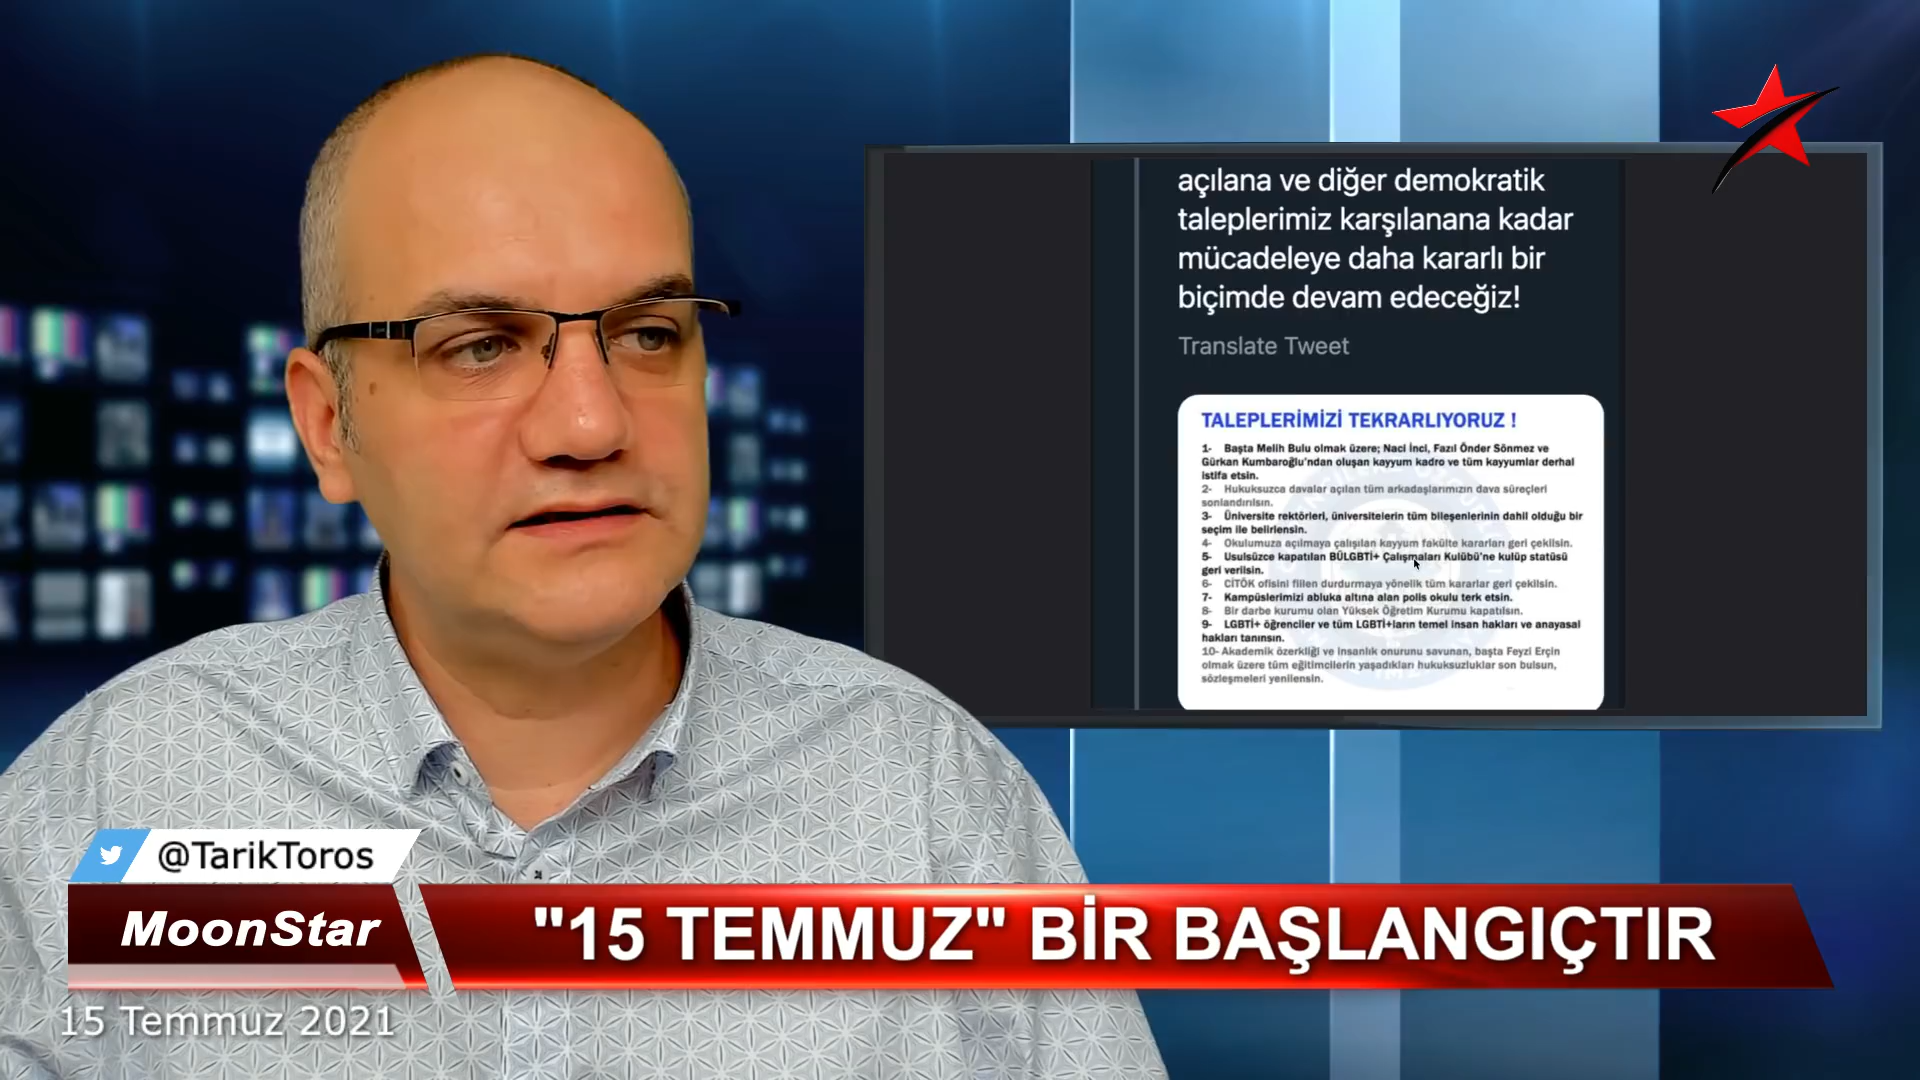 açılana ve diğer demokratik
taleplerimiz karşılanana kadar
mücadeleye daha kararlı bir
biçimde devam edeceğiz!
Translate Tweet
TALEPLERİMİZİ TEKRARLIYORUZ !
1- Başta Melih Bulu olmak üzere; Naci İnci, Fazıl Önder Sönmez ve
Gürkan Kumbaroğlu'ndan oluşan kayyum kadro ve tüm kayyumlar derhal
istifa etsin.
2- Hukuksuzca davalar açılan tüm arkadaşlarımızın dava süreçleri
sonlandırılsın.
3- Üniversite rektörleri, üniversitelerin tüm bileşenlerinin dahil olduğu bir
seçim ile belirlensin.
4- Okulumuza açılmaya çalışılan kayyum fakülte kararları geri çekilsin.
5- Usulsüzce kapatılan BÜLGBTİ+ Çalışmaları Kulübü'ne kulüp statüsü
geri verilsin.
6- CİTÖK ofisini fiilen durdurmaya yönelik tüm kararlar geri çekilsin.
7- Kampüslerimizi abluka altına alan polis okulu terk etsin.
8- Bir darbe kurumu olan Yüksek Öğretim Kurumu kapatılsın.
9- LGBTİ+ öğrenciler ve tüm LGBTİ+ların temel insan hakları ve anayasal
hakları tanınsın.
10- Akademik özerkliği ve insanlık onurunu savunan, başta Feyzi Erçin
olmak üzere tüm eğitimcilerin yaşadıkları hukuksuzluklar son bulsun,
sözleşmeleri yenilensin.
@TarikToros
MoonStar
"15 TEMMUZ" BİR BAŞLANGIÇTIR
15 Temmuz 2021